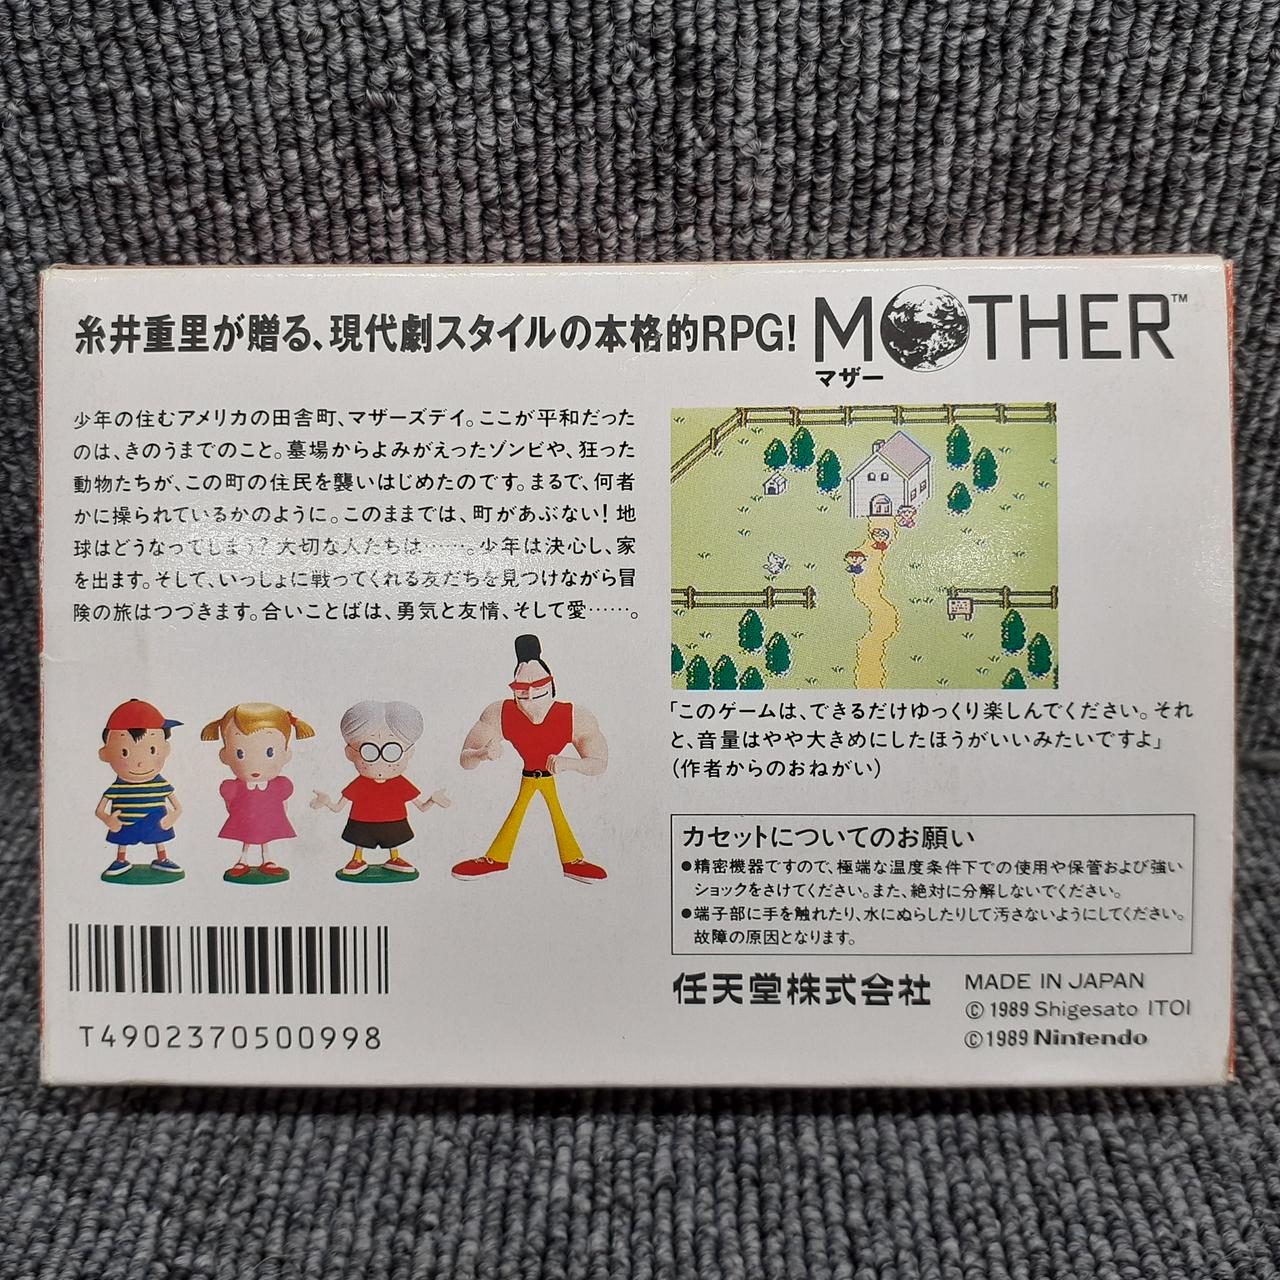 糸井重里が贈る、現代劇スタイルの本格的RPG!
MOTHER™
マザー
少年の住むアメリカの田舎町、マザーズデイ。ここが平和だった
のは、きのうまでのこと。墓場からよみがえったゾンビや、狂った
動物たちが、この町の住民を襲いはじめたのです。まるで、何者
かに操られているかのように。このままでは、町があぶない!地
球はどうなってしまう?大切な人たちは……。少年は決心し、家
を出ます。そして、いっしょに戦ってくれる友だちを見つけながら冒
険の旅はつづきます。合いことばは、勇気と友情、そして愛……。
「このゲームは、できるだけゆっくり楽しんでください。それ
と、音量はやや大きめにしたほうがいいみたいですよ」
(作者からのおねがい)
カセットについてのお願い
●精密機器ですので、極端な温度条件下での使用や保管および強い
ショックをさけてください。また、絶対に分解しないでください。
●端子部に手を触れたり、水にぬらしたりして汚さないようにしてください。
故障の原因となります。
T4902370500998
任天堂株式会社
MADE IN JAPAN
©1989 Shigesato ITOI
©1989 Nintendo